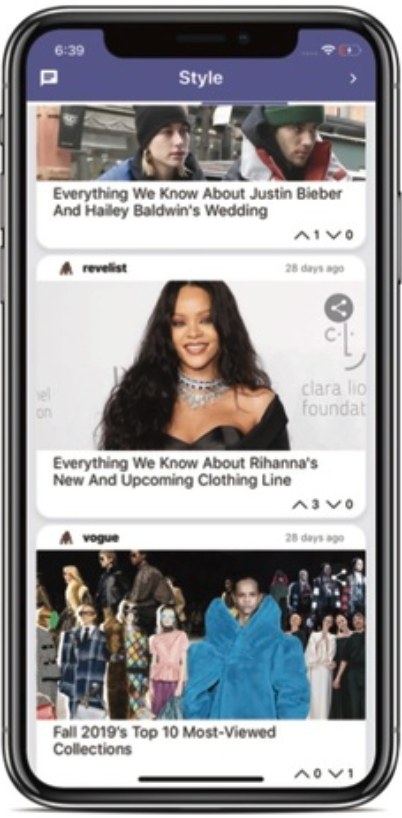 6:39
Style
Everything We Know About Justin Bieber
And Hailey Baldwin's Wedding
1 0
revelist 28 days ago
clara lio
foundat
Everything We Know About Rihanna's
New And Upcoming Clothing Line
3 0
vogue 28 days ago
Fall 2019's Top 10 Most-Viewed
Collections
0 1